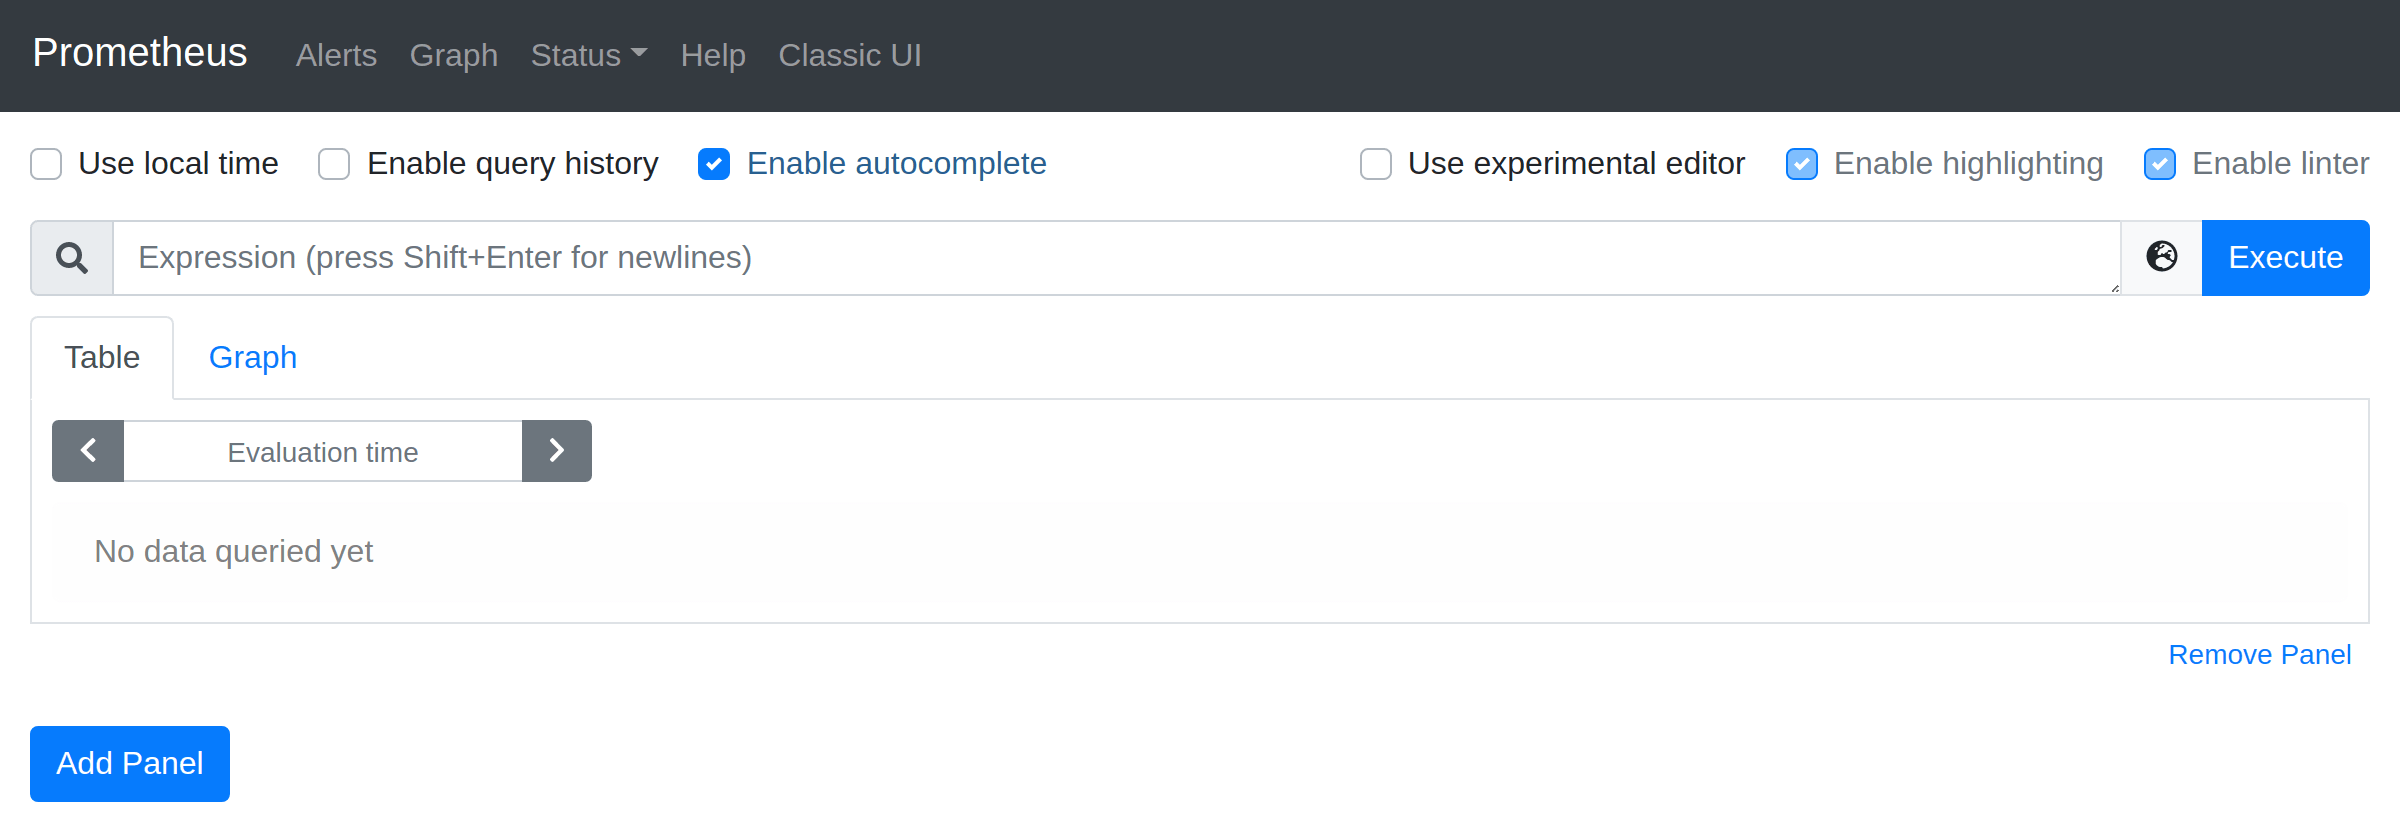 Prometheus Alerts Graph Status Help Classic UI
Use local time Enable query history Enable autocomplete Use experimental editor Enable highlighting Enable linter
Expression (press Shift+Enter for newlines) Execute
Table Graph
Evaluation time
No data queried yet
Remove Panel
Add Panel